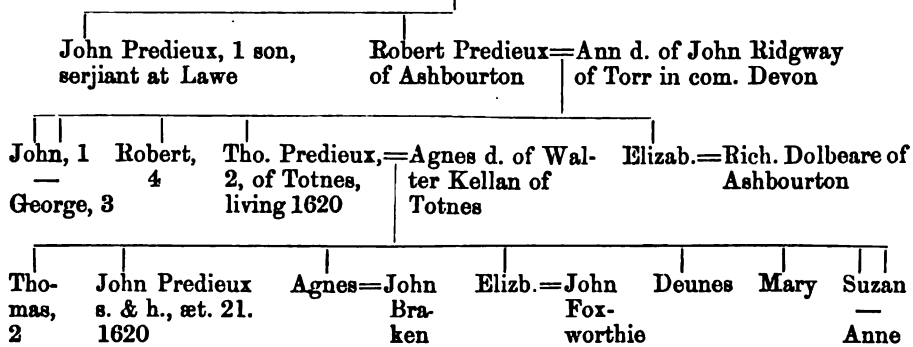 John Predieux, 1 son,
serjiant at Lawe
Robert Predieux=Ann d. of John Ridgway
of Ashbourton
of Torr in com. Devon
John, 1
—
George, 3
Robert,
4
Tho. Predieux,=Agnes d. of Wal-
2, of Totnes,
ter Kellan of
living 1620
Totnes
Elizab.=Rich. Dolbeare of
Ashbourton
Tho-
mas,
2
John Predieux
s. & h., æt. 21.
1620
Agnes=John
Bra-
ken
Elizb.=John
Fox-
worthie
Deunes
Mary
Suzan
—
Anne